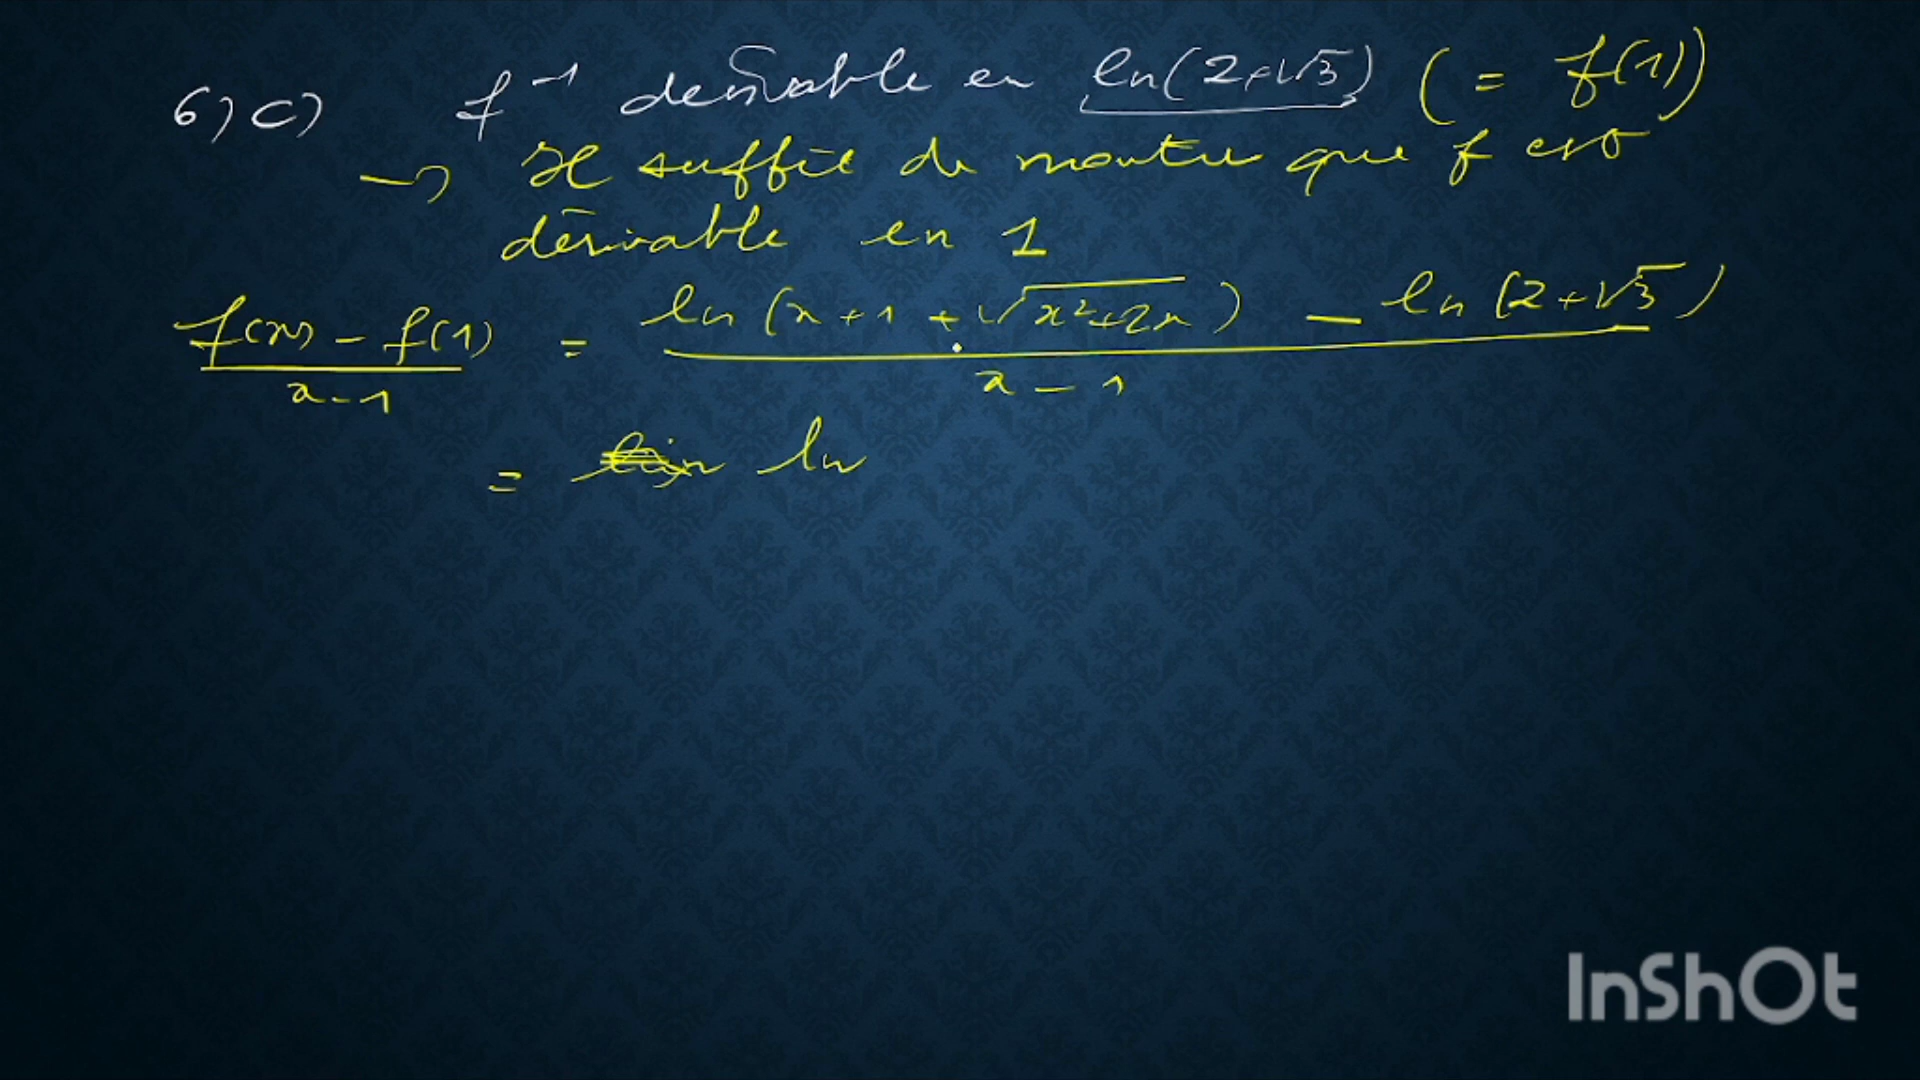 6) c) f⁻¹ dérivable en ln(2+√3) (= f(1))
→ Il suffit de montrer que f est
dérivable en 1
(f(x) - f(1))/(x-1) = (ln(x+1+√(x²+2x)) - ln(2+√3))/(x-1)
= ln
InShOt